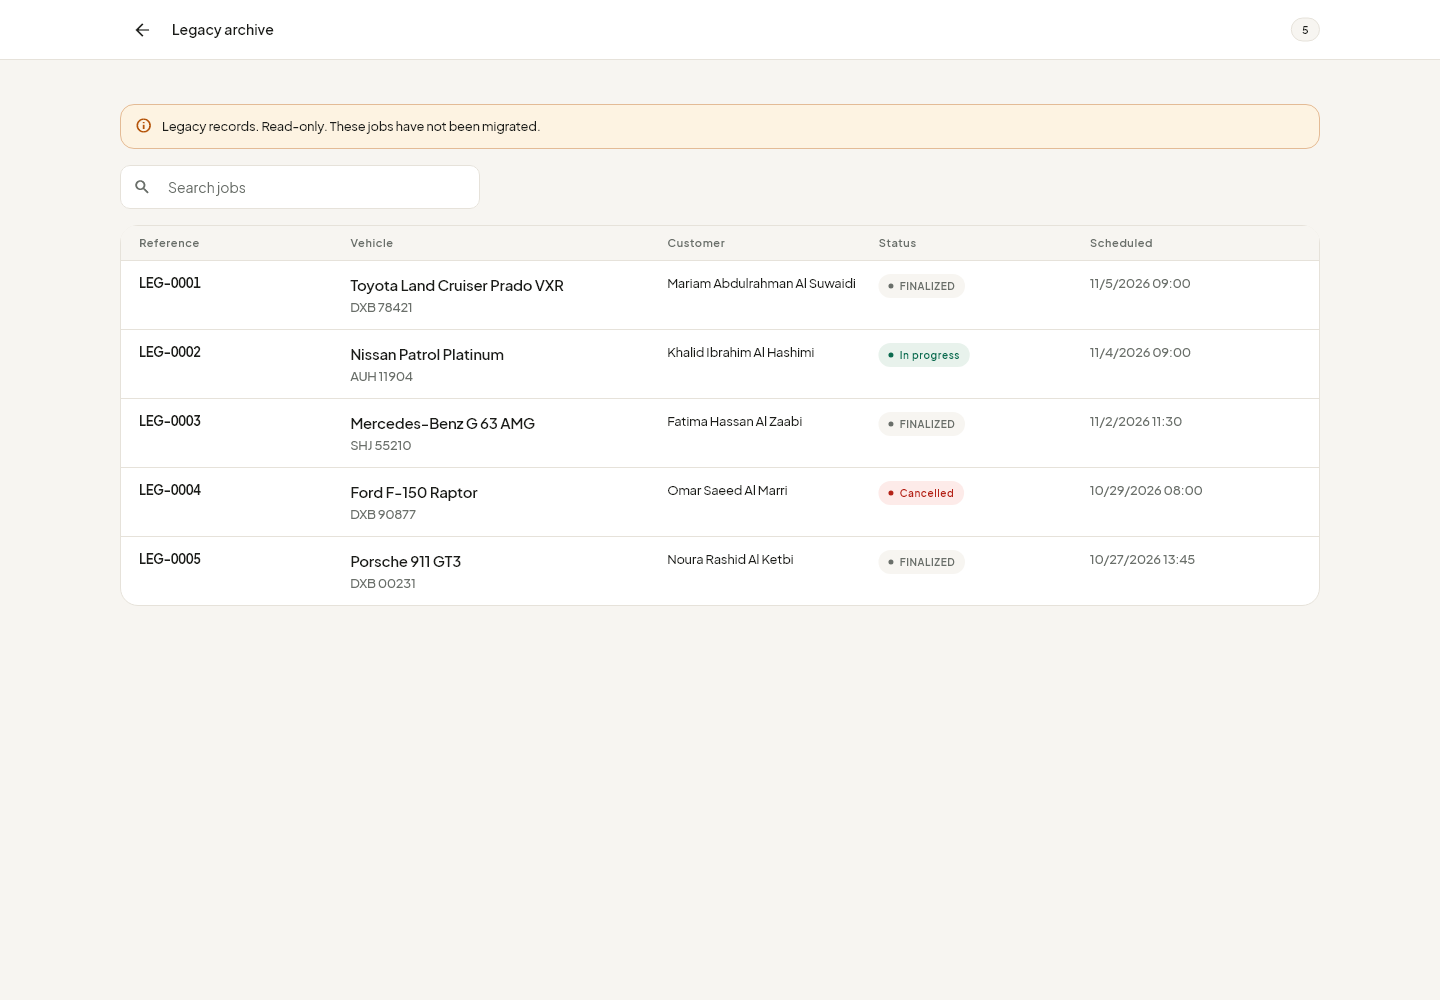 Legacy archive 5
Legacy records. Read-only. These jobs have not been migrated.
Search jobs
Reference Vehicle Customer Status Scheduled
LEG-0001 Toyota Land Cruiser Prado VXR Mariam Abdulrahman Al Suwaidi FINALIZED 11/5/2026 09:00
DXB 78421
LEG-0002 Nissan Patrol Platinum Khalid Ibrahim Al Hashimi In progress 11/4/2026 09:00
AUH 11904
LEG-0003 Mercedes-Benz G 63 AMG Fatima Hassan Al Zaabi FINALIZED 11/2/2026 11:30
SHJ 55210
LEG-0004 Ford F-150 Raptor Omar Saeed Al Marri Cancelled 10/29/2026 08:00
DXB 90877
LEG-0005 Porsche 911 GT3 Noura Rashid Al Ketbi FINALIZED 10/27/2026 13:45
DXB 00231